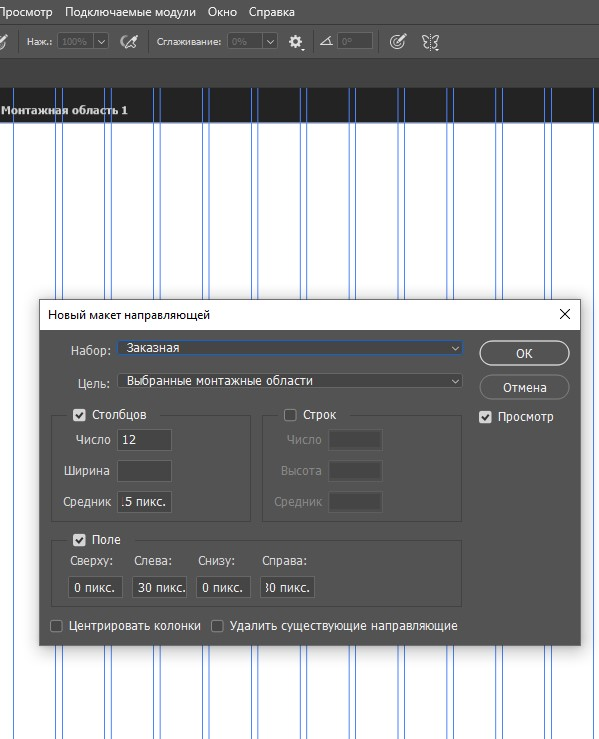 Просмотр Подключаемые модули Окно Справка
Наж.: 100% Сглаживание: 0% 0°
Монтажная область 1
Новый макет направляющей
Набор: Заказная
OK
Цель: Выбранные монтажные области
Отмена
Столбцов
Строк
Просмотр
Число 12
Число
Ширина
Высота
Средник .5 пикс.
Средник
Поле
Сверху: Слева: Снизу: Справа:
0 пикс. 30 пикс. 0 пикс. 30 пикс.
Центрировать колонки Удалить существующие направляющие